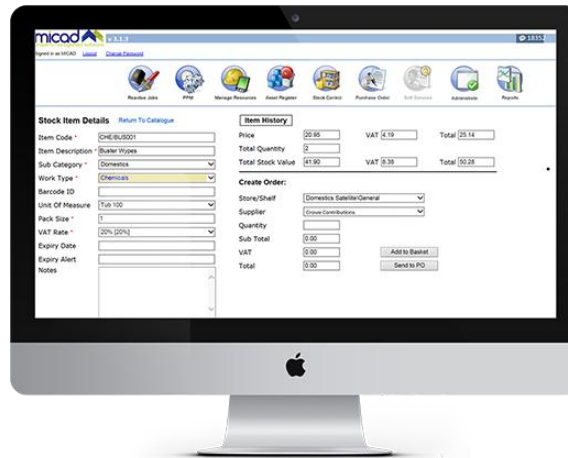 micad v 3.1.3
18352
Signed in as MICAD Logout Change Password
Reactive Jobs PPM Manage Resources Asset Register Stock Control Purchase Order Soft Services Administrate Reports
Stock Item Details Return To Catalogue
Item Code * CHE/BUS001
Item Description * Buster Wypes
Sub Category * Domestics
Work Type * Chemicals
Barcode ID
Unit Of Measure Tub 100
Pack Size * 1
VAT Rate * 20% [20%]
Expiry Date
Expiry Alert
Notes
Item History
Price 20.95 VAT 4.19 Total 25.14
Total Quantity 2
Total Stock Value 41.90 VAT 8.38 Total 50.28
Create Order:
Store/Shelf Domestics Satellite\General
Supplier Crown Contributions
Quantity
Sub Total 0.00
VAT 0.00 Add to Basket
Total 0.00 Send to PO